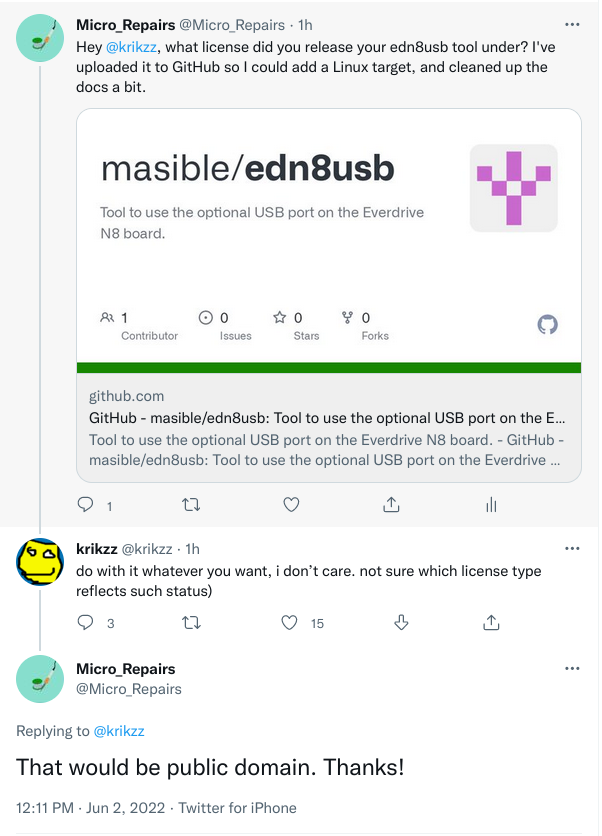 Micro_Repairs @Micro_Repairs · 1h
Hey @krikzz, what license did you release your edn8usb tool under? I've
uploaded it to GitHub so I could add a Linux target, and cleaned up the
docs a bit.
masible/edn8usb
Tool to use the optional USB port on the Everdrive
N8 board.
1 0 0 0
Contributor Issues Stars Forks
github.com
GitHub - masible/edn8usb: Tool to use the optional USB port on the E...
Tool to use the optional USB port on the Everdrive N8 board. - GitHub -
masible/edn8usb: Tool to use the optional USB port on the Everdrive ...
1
krikzz @krikzz · 1h
do with it whatever you want, i don’t care. not sure which license type
reflects such status)
3 15
Micro_Repairs
@Micro_Repairs
Replying to @krikzz
That would be public domain. Thanks!
12:11 PM · Jun 2, 2022 · Twitter for iPhone